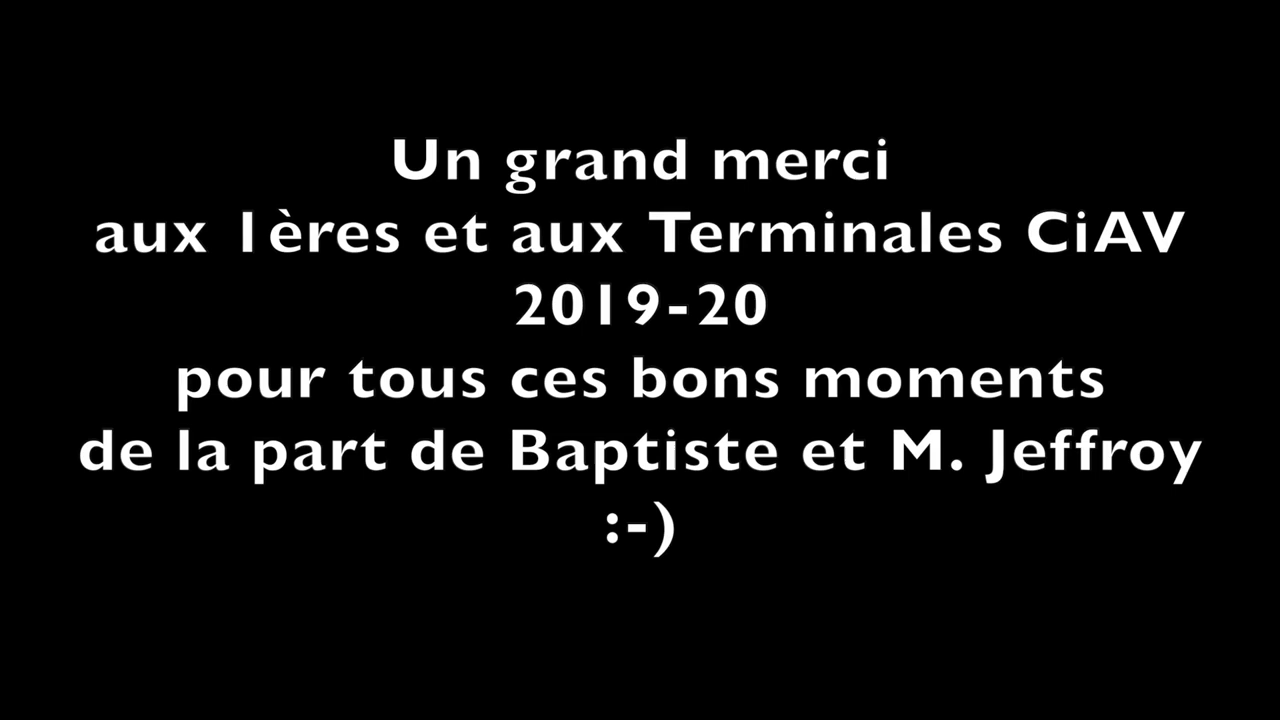 Un grand merci
aux 1ères et aux Terminales CiAV
2019-20
pour tous ces bons moments
de la part de Baptiste et M. Jeffroy
:-)